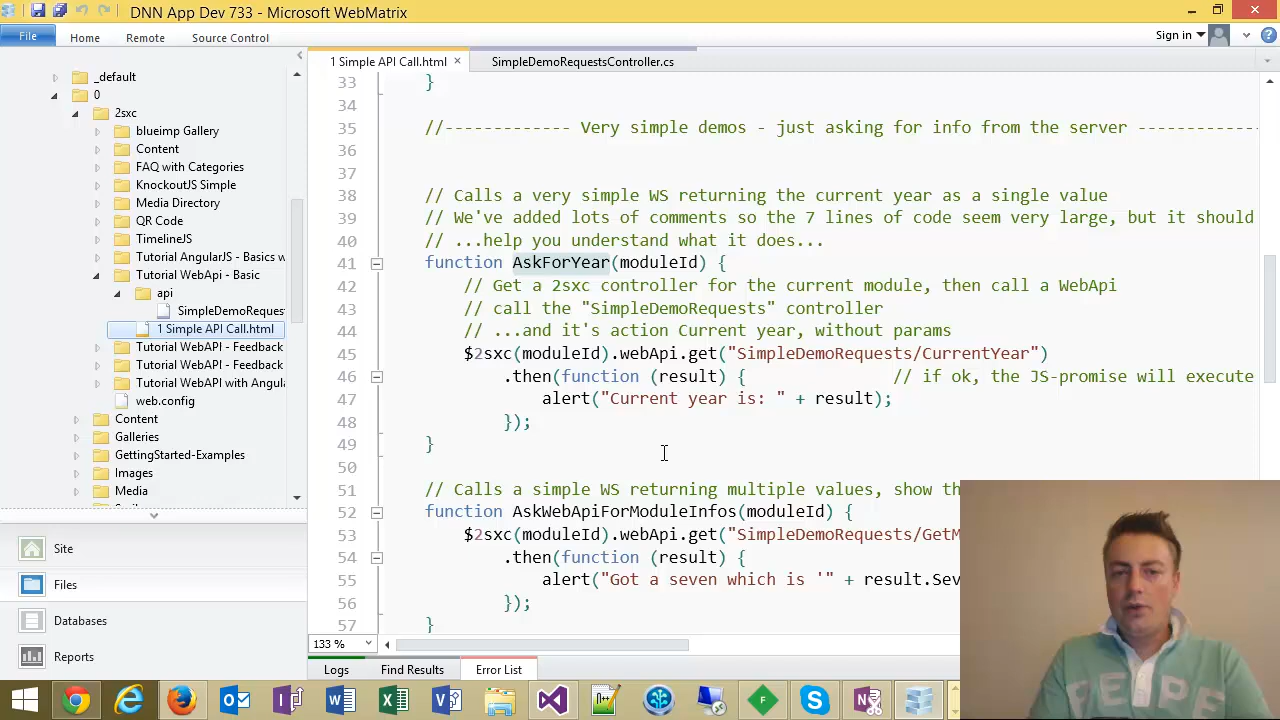 DNN App Dev 733 - Microsoft WebMatrix
File
Home
Remote
Source Control
Sign in
_default
0
2sxc
blueimp Gallery
Content
FAQ with Categories
KnockoutJS Simple
Media Directory
QR Code
TimelineJS
Tutorial AngularJS - Basics w
Tutorial WebApi - Basic
api
SimpleDemoReques
1 Simple API Call.html
Tutorial WebAPI - Feedback
Tutorial WebAPI - Feedback
Tutorial WebAPI with Angula
web.config
Content
Galleries
GettingStarted-Examples
Images
Media
Site
Files
Databases
Reports
1 Simple API Call.html
SimpleDemoRequestsController.cs
33 }
34
35 //------------- Very simple demos - just asking for info from the server -------------
36
37
38 // Calls a very simple WS returning the current year as a single value
39 // We've added lots of comments so the 7 lines of code seem very large, but it should
40 // ...help you understand what it does...
41 function AskForYear(moduleId) {
42 // Get a 2sxc controller for the current module, then call a WebApi
43 // call the "SimpleDemoRequests" controller
44 // ...and it's action Current year, without params
45 $2sxc(moduleId).webApi.get("SimpleDemoRequests/CurrentYear")
46 .then(function (result) { // if ok, the JS-promise will execute
47 alert("Current year is: " + result);
48 });
49 }
50
51 // Calls a simple WS returning multiple values, show th
52 function AskWebApiForModuleInfos(moduleId) {
53 $2sxc(moduleId).webApi.get("SimpleDemoRequests/GetM
54 .then(function (result) {
55 alert("Got a seven which is '" + result.Sev
56 });
57 }
133 %
Logs
Find Results
Error List